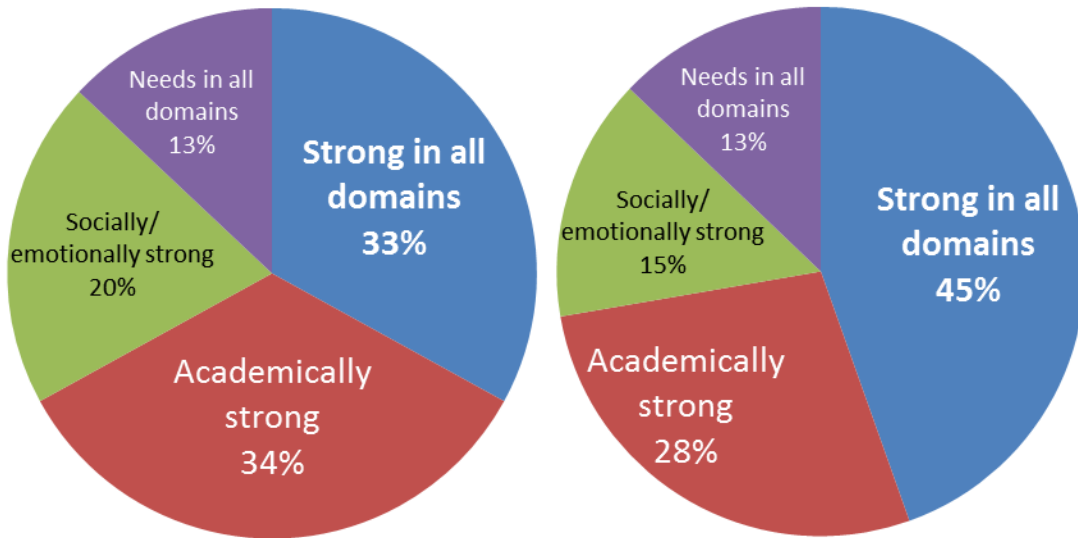 Needs in all
domains
13%
Strong in all
domains
33%
Socially/
emotionally strong
20%
Academically
strong
34%
Needs in all
domains
13%
Strong in all
domains
45%
Socially/
emotionally strong
15%
Academically
strong
28%